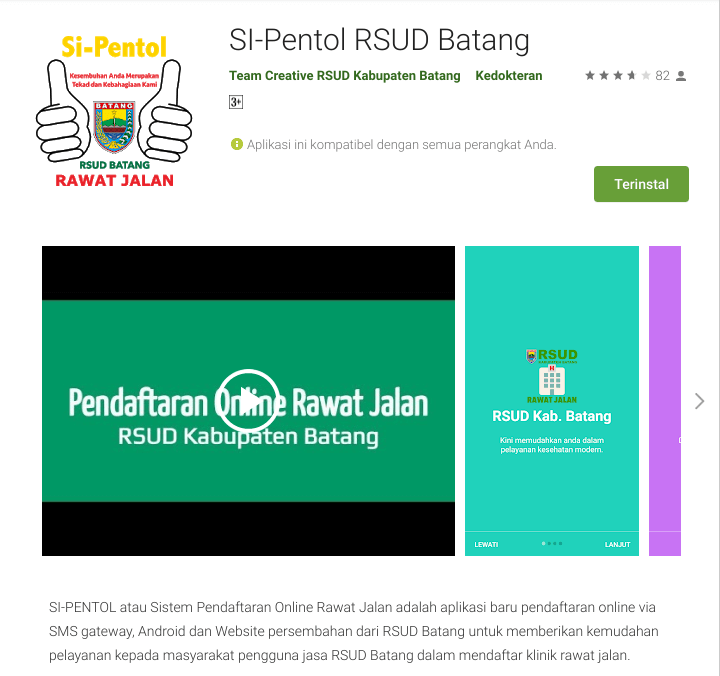 Si-Pentol
Kesembuhan Anda Merupakan
Tekad dan Kebahagiaan Kami
BATANG
RSUD BATANG
RAWAT JALAN
SI-Pentol RSUD Batang
Team Creative RSUD Kabupaten Batang Kedokteran
82
3+
Aplikasi ini kompatibel dengan semua perangkat Anda.
Terinstal
Pendaftaran Online Rawat Jalan
RSUD Kabupaten Batang
RSUD
RAWAT JALAN
RSUD Kab. Batang
Kini memudahkan anda dalam
pelayanan kesehatan modern.
LEWATI
LANJUT
SI-PENTOL atau Sistem Pendaftaran Online Rawat Jalan adalah aplikasi baru pendaftaran online via
SMS gateway, Android dan Website persembahan dari RSUD Batang untuk memberikan kemudahan
pelayanan kepada masyarakat pengguna jasa RSUD Batang dalam mendaftar klinik rawat jalan.